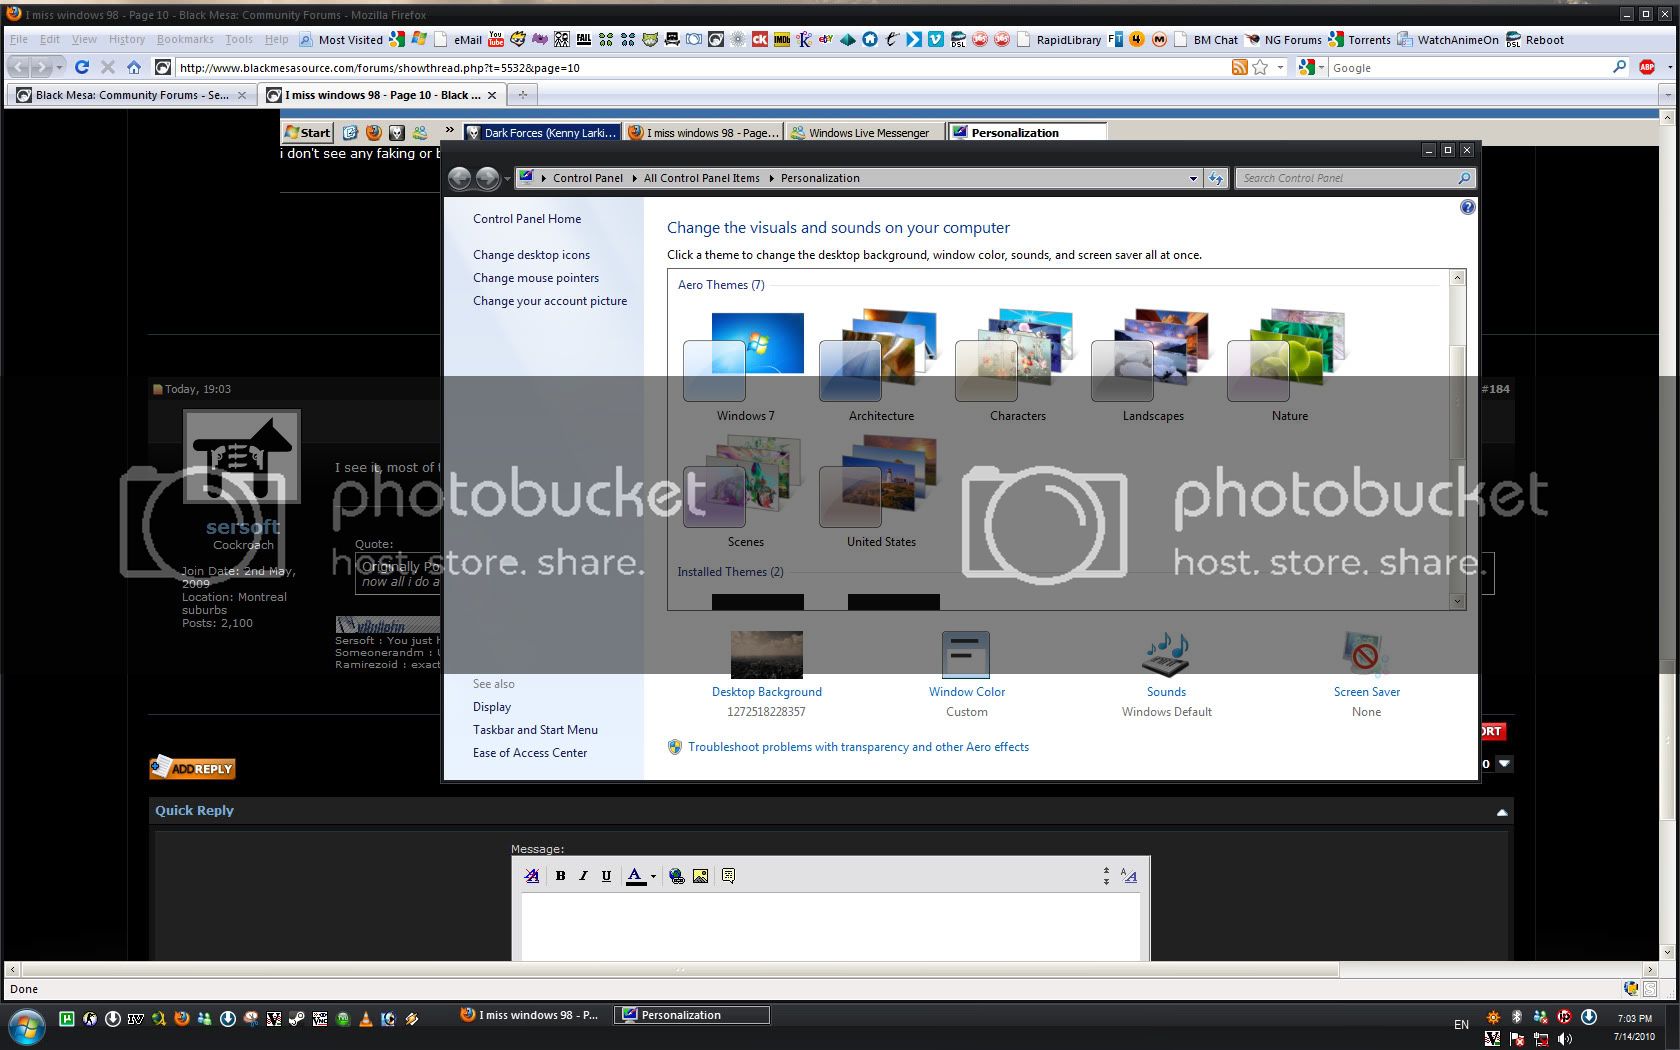 I miss windows 98 - Page 10 - Black Mesa: Community Forums - Mozilla Firefox
File Edit View History Bookmarks Tools Help Most Visited eMail RapidLibrary BM Chat NG Forums Torrents WatchAnimeOn Reboot
http://www.blackmesasource.com/forums/showthread.php?t=5532&page=10 Google ABP
Black Mesa: Community Forums - Se... I miss windows 98 - Page 10 - Black ...
Start » Dark Forces (Kenny Larki... I miss windows 98 - Page... Windows Live Messenger Personalization
i don't see any faking or
Control Panel All Control Panel Items Personalization Search Control Panel
Control Panel Home
Change desktop icons
Change mouse pointers
Change your account picture
Change the visuals and sounds on your computer
Click a theme to change the desktop background, window color, sounds, and screen saver all at once.
Aero Themes (7)
Windows 7 Architecture Characters Landscapes Nature
Scenes United States
Installed Themes (2)
Today, 19:03 #184
I see it, most of
sersoft
Cockroach
Join Date: 2nd May,
2009
Location: Montreal
suburbs
Posts: 2,100
Quote:
Originally
now all i do a
vBulletin
Sersoft : You just
Someonerandm :
Ramirezoid : exact
photobucket photobucket
host. store. share. host. store. share.
Desktop Background Window Color Sounds Screen Saver
1272518228357 Custom Windows Default None
See also
Display
Taskbar and Start Menu
Ease of Access Center
Troubleshoot problems with transparency and other Aero effects
ADDREPLY
Quick Reply
Message:
B I U A
Done
I miss windows 98 - P... Personalization
EN 7:03 PM
7/14/2010